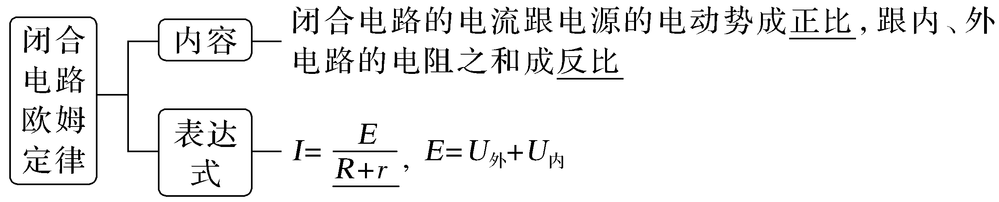 闭合
电路
欧姆
定律
内容
闭合电路的电流跟电源的电动势成正比,跟内、外
电路的电阻之和成反比
表达
式
I=E/(R+r), E=U外+U内